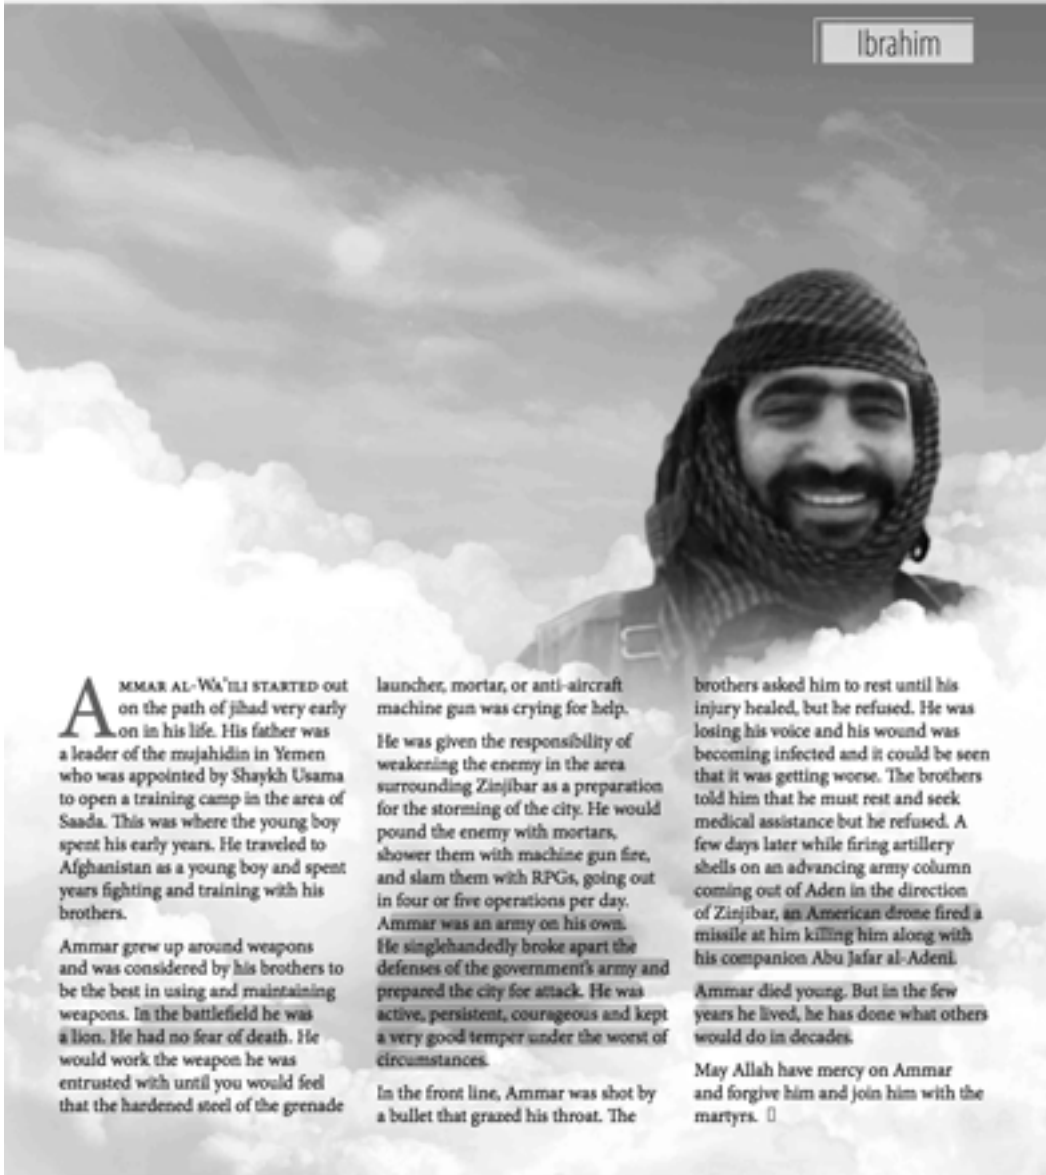 Ibrahim
AMMAR AL-WA'ILI STARTED out
on the path of jihad very early
on in his life. His father was
a leader of the mujahidin in Yemen
who was appointed by Shaykh Usama
to open a training camp in the area of
Saada. This was where the young boy
spent his early years. He traveled to
Afghanistan as a young boy and spent
years fighting and training with his
brothers.
Ammar grew up around weapons
and was considered by his brothers to
be the best in using and maintaining
weapons. In the battlefield he was
a lion. He had no fear of death. He
would work the weapon he was
entrusted with until you would feel
that the hardened steel of the grenade
launcher, mortar, or anti-aircraft
machine gun was crying for help.
He was given the responsibility of
weakening the enemy in the area
surrounding Zinjibar as a preparation
for the storming of the city. He would
pound the enemy with mortars,
shower them with machine gun fire,
and slam them with RPGs, going out
in four or five operations per day.
Ammar was an army on his own.
He singlehandedly broke apart the
defenses of the government's army and
prepared the city for attack. He was
active, persistent, courageous and kept
a very good temper under the worst of
circumstances.
In the front line, Ammar was shot by
a bullet that grazed his throat. The
brothers asked him to rest until his
injury healed, but he refused. He was
losing his voice and his wound was
becoming infected and it could be seen
that it was getting worse. The brothers
told him that he must rest and seek
medical assistance but he refused. A
few days later while firing artillery
shells on an advancing army column
coming out of Aden in the direction
of Zinjibar, an American drone fired a
missile at him killing him along with
his companion Abu Jafar al-Adeni.
Ammar died young. But in the few
years he lived, he has done what others
would do in decades.
May Allah have mercy on Ammar
and forgive him and join him with the
martyrs.